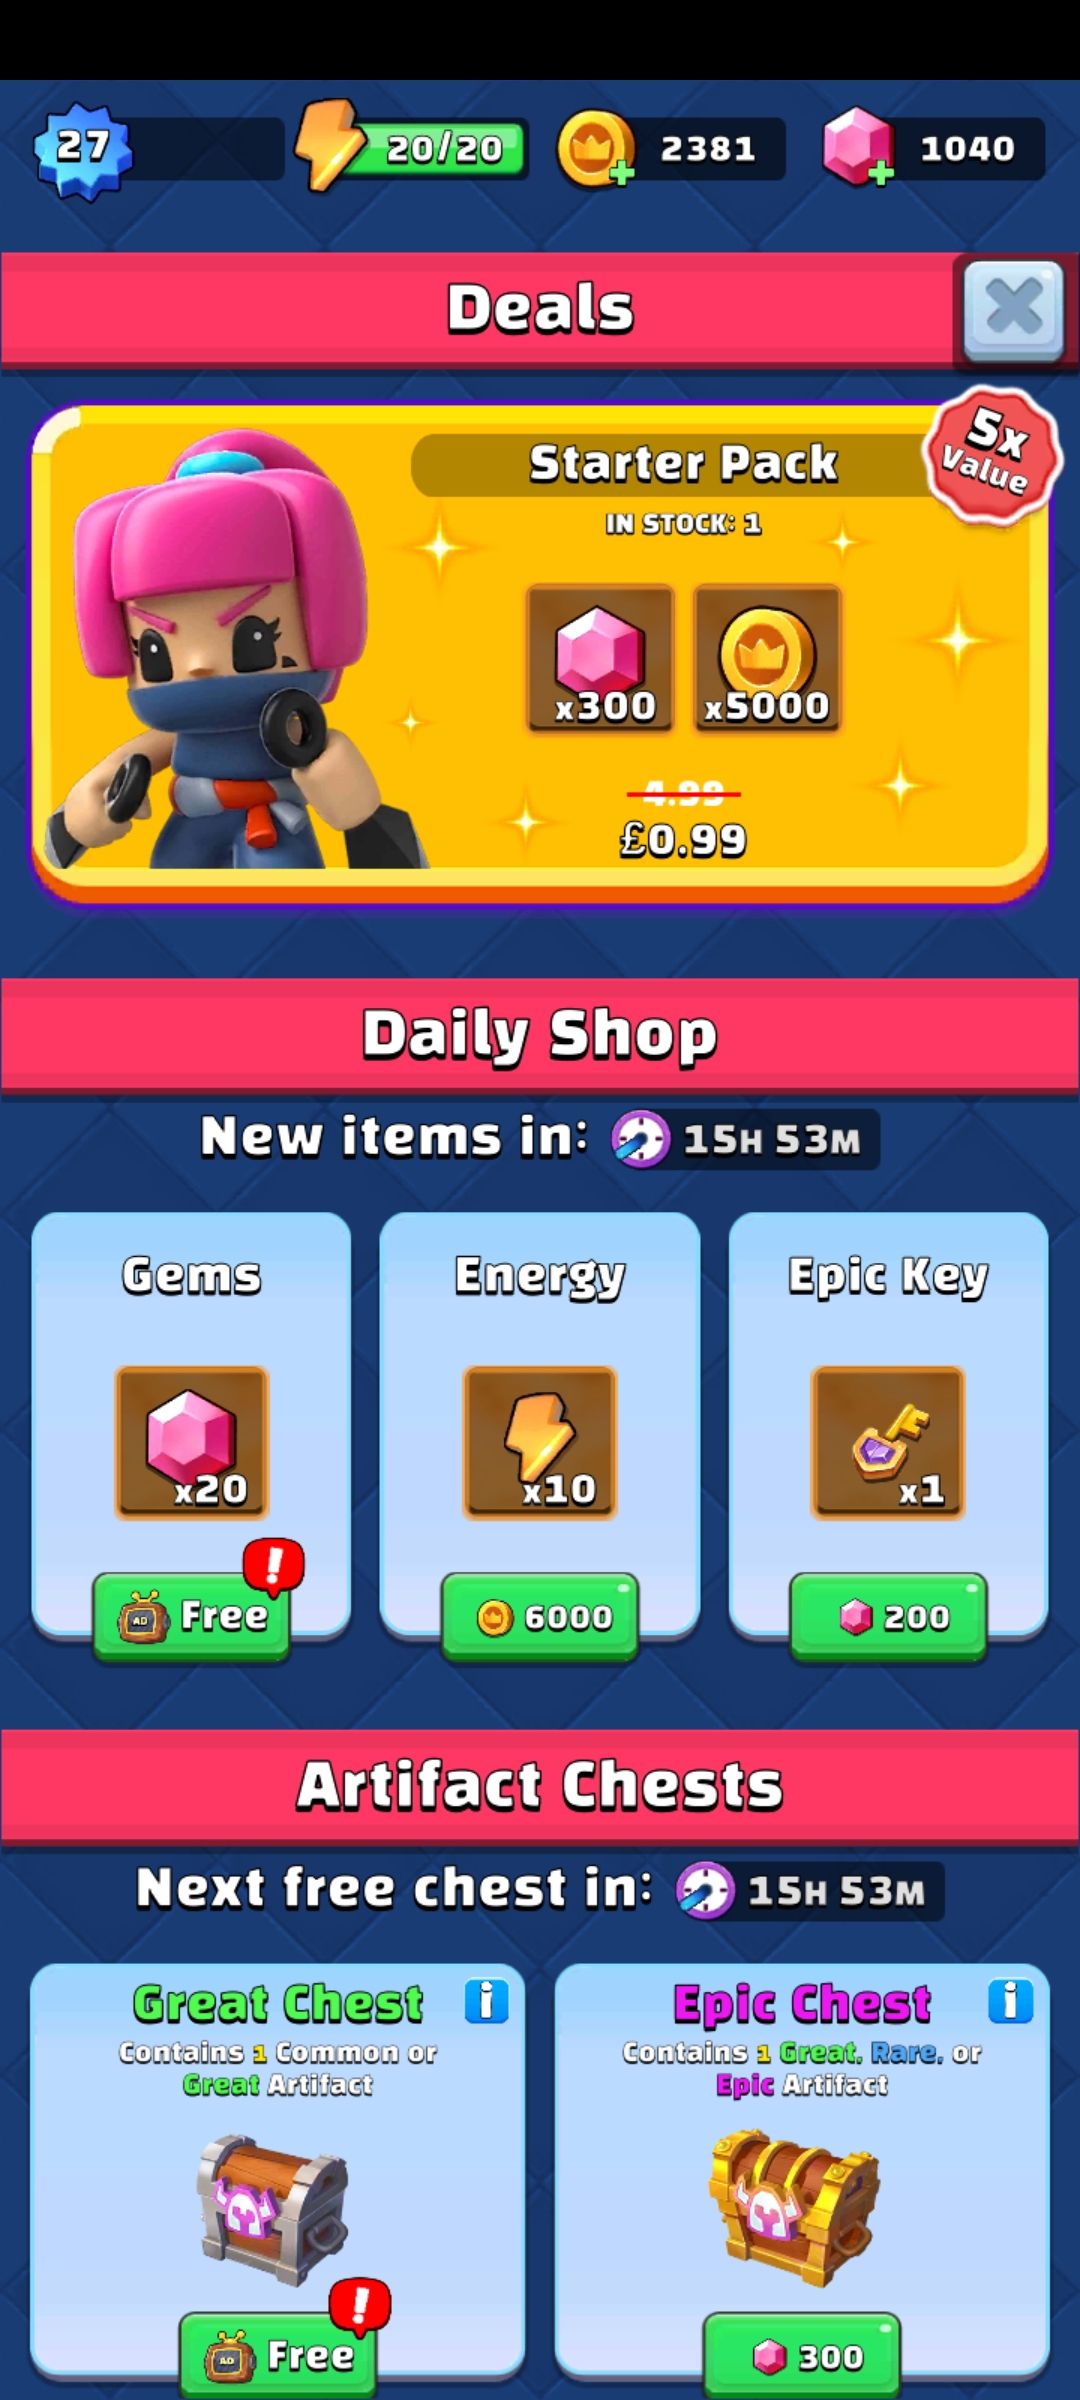 27
20/20
2381
1040
Deals
5x
Value
Starter Pack
IN STOCK: 1
x300
x5000
4.99
£0.99
Daily Shop
New items in: 15H 53M
Gems
Energy
Epic Key
x20
x10
x1
!
AD Free
6000
200
Artifact Chests
Next free chest in: 15H 53M
Great Chest i
Contains 1 Common or
Great Artifact
!
AD Free
Epic Chest i
Contains 1 Great, Rare, or
Epic Artifact
300